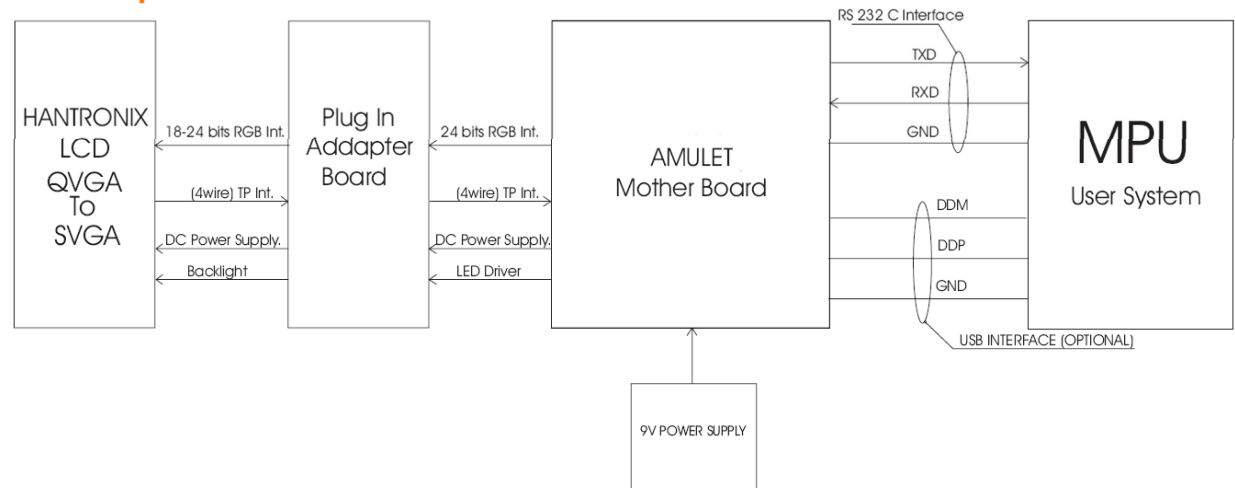 HANTRONIX
LCD
QVGA
To
SVGA
18-24 bits RGB Int.
(4wire) TP Int.
DC Power Supply.
Backlight
Plug In
Addapter
Board
24 bits RGB Int.
(4wire) TP Int.
DC Power Supply.
LED Driver
AMULET
Mother Board
RS 232 C Interface
TXD
RXD
GND
DDM
DDP
GND
USB INTERFACE (OPTIONAL)
MPU
User System
9V POWER SUPPLY